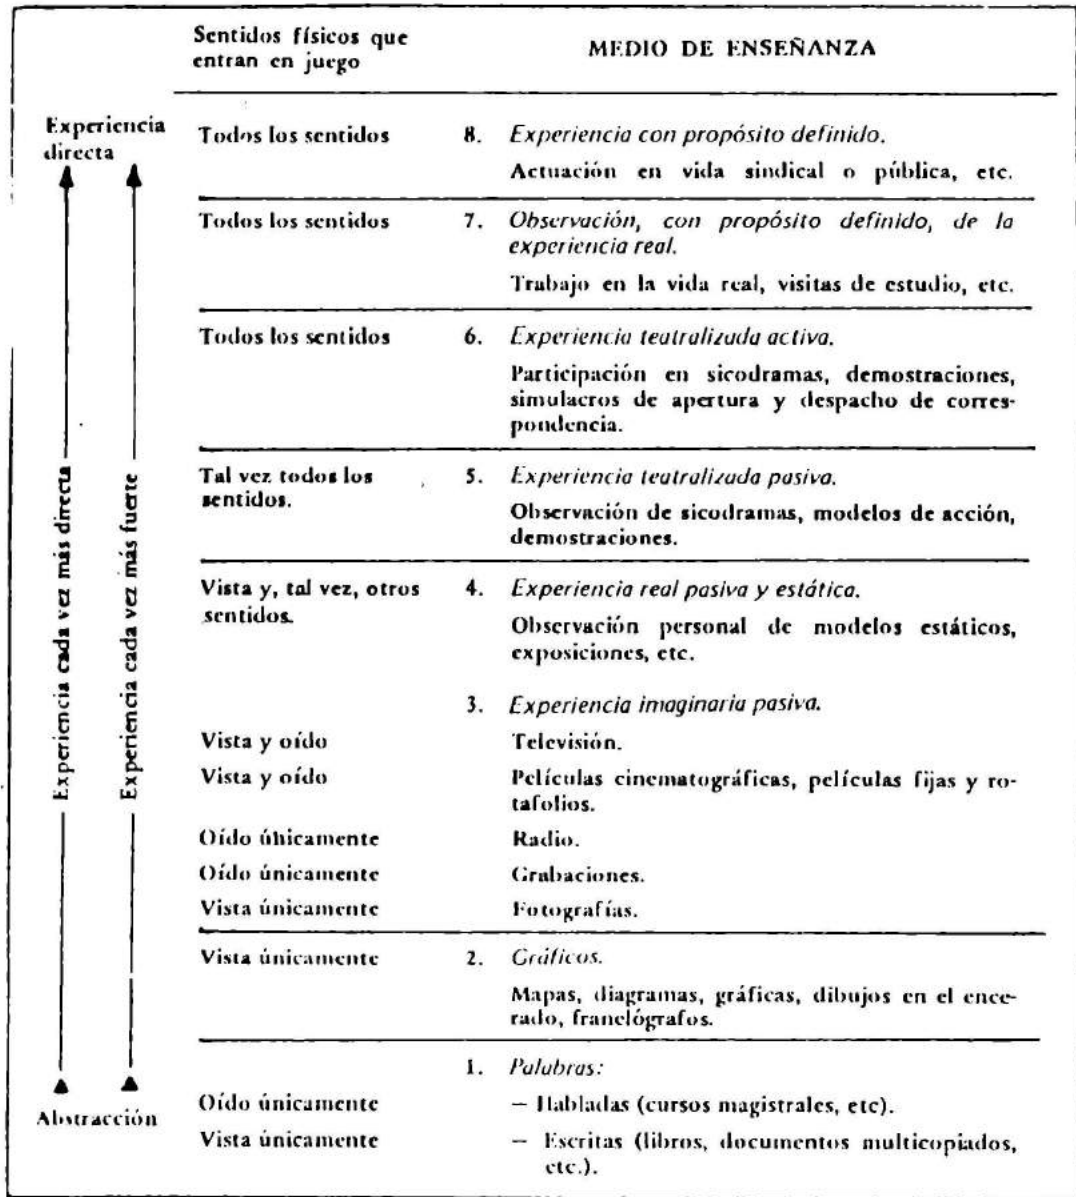 Sentidos físicos que
entran en juego
MEDIO DE ENSEÑANZA
Experiencia
directa
Experiencia cada vez más directa
Experiencia cada vez más fuerte
Abstracción
Todos los sentidos
8. Experiencia con propósito definido.
Actuación en vida sindical o pública, etc.
Todos los sentidos
7. Observación, con propósito definido, de la
experiencia real.
Trabajo en la vida real, visitas de estudio, etc.
Todos los sentidos
6. Experiencia teatralizada activa.
Participación en sicodramas, demostraciones,
simulacros de apertura y despacho de corres-
pondencia.
Tal vez todos los
sentidos.
5. Experiencia teatralizada pasiva.
Observación de sicodramas, modelos de acción,
demostraciones.
Vista y, tal vez, otros
sentidos.
4. Experiencia real pasiva y estática.
Observación personal de modelos estáticos,
exposiciones, etc.
3. Experiencia imaginaria pasiva.
Vista y oído
Televisión.
Vista y oído
Películas cinematográficas, películas fijas y ro-
tafolios.
Oído únicamente
Radio.
Oído únicamente
Grabaciones.
Vista únicamente
Fotografías.
Vista únicamente
2. Gráficos.
Mapas, diagramas, gráficas, dibujos en el ence-
rado, franelógrafos.
1. Palabras:
Oído únicamente
— Habladas (cursos magistrales, etc).
Vista únicamente
— Escritas (libros, documentos multicopiados,
etc.).